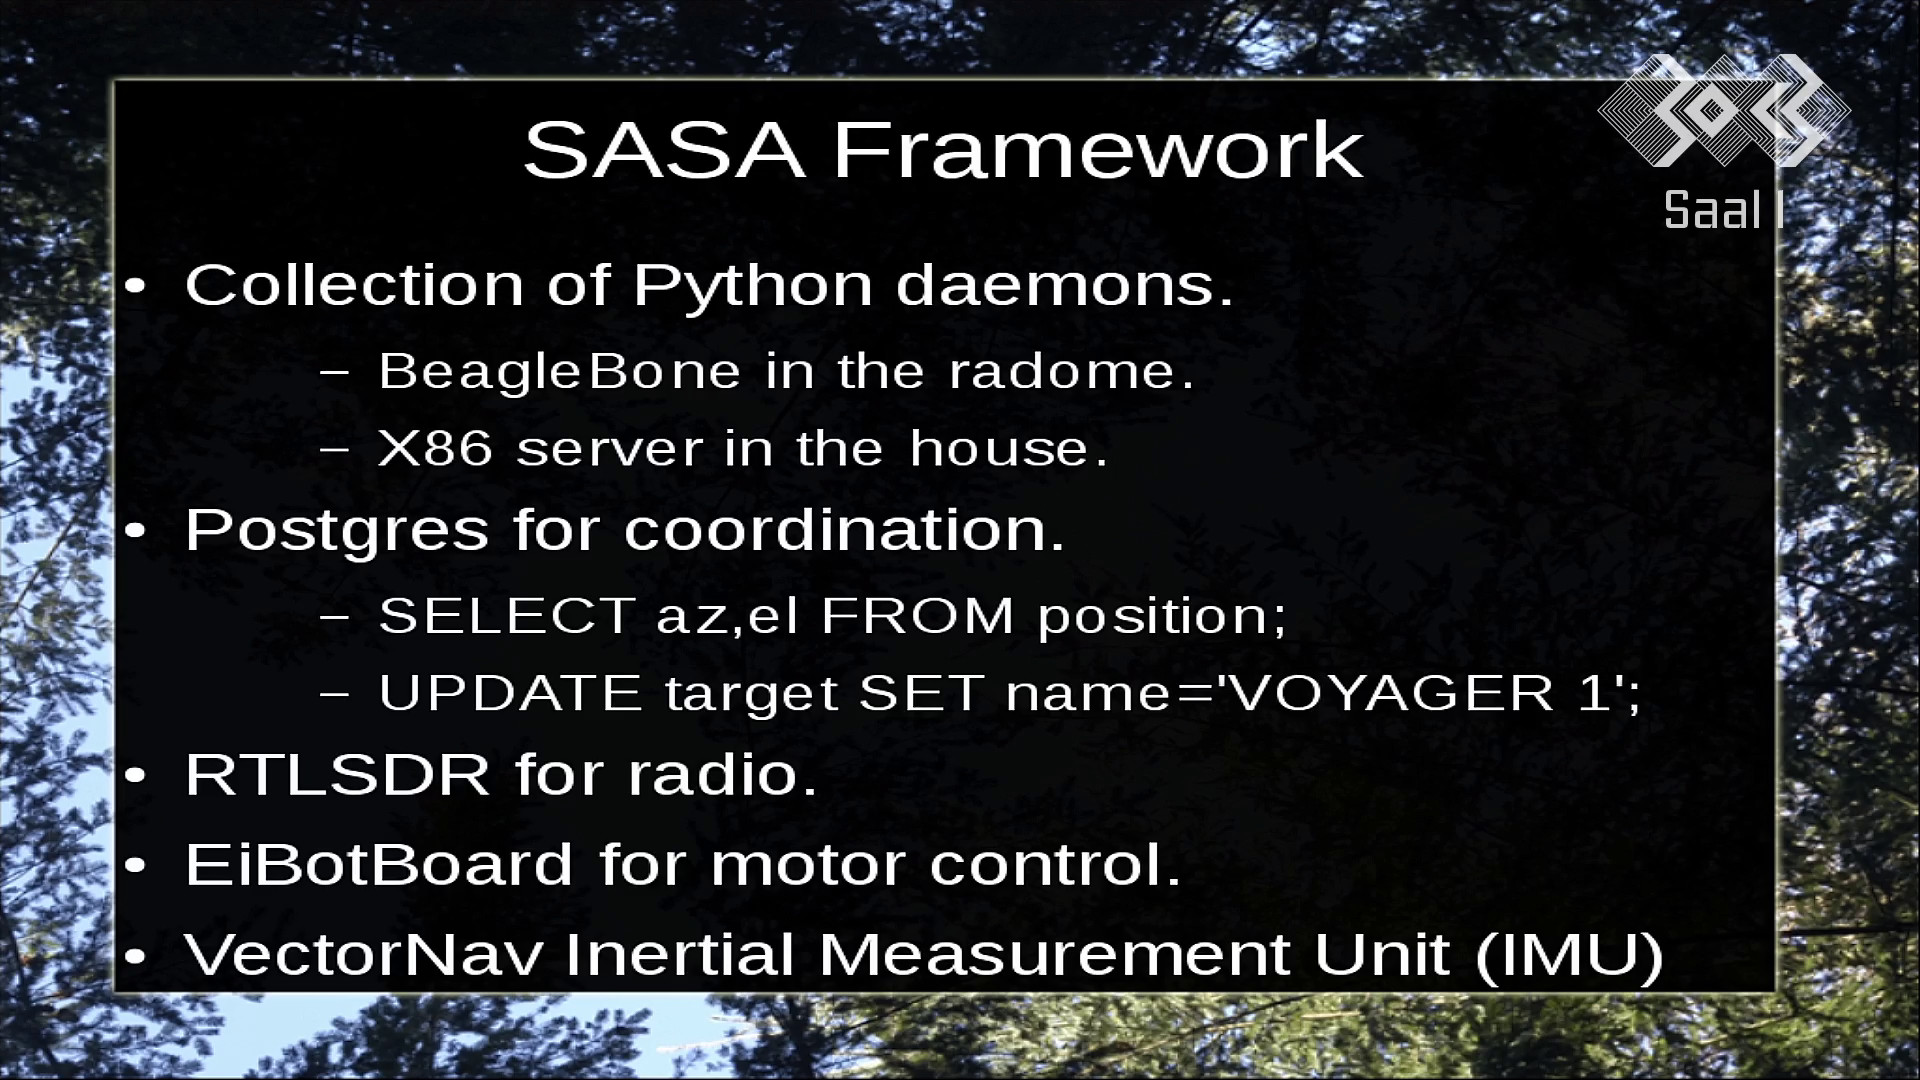 SASA Framework
Saal 1
• Collection of Python daemons.
– BeagleBone in the radome.
– X86 server in the house.
• Postgres for coordination.
– SELECT az,el FROM position;
– UPDATE target SET name='VOYAGER 1';
• RTLSDR for radio.
• EiBotBoard for motor control.
• VectorNav Inertial Measurement Unit (IMU)